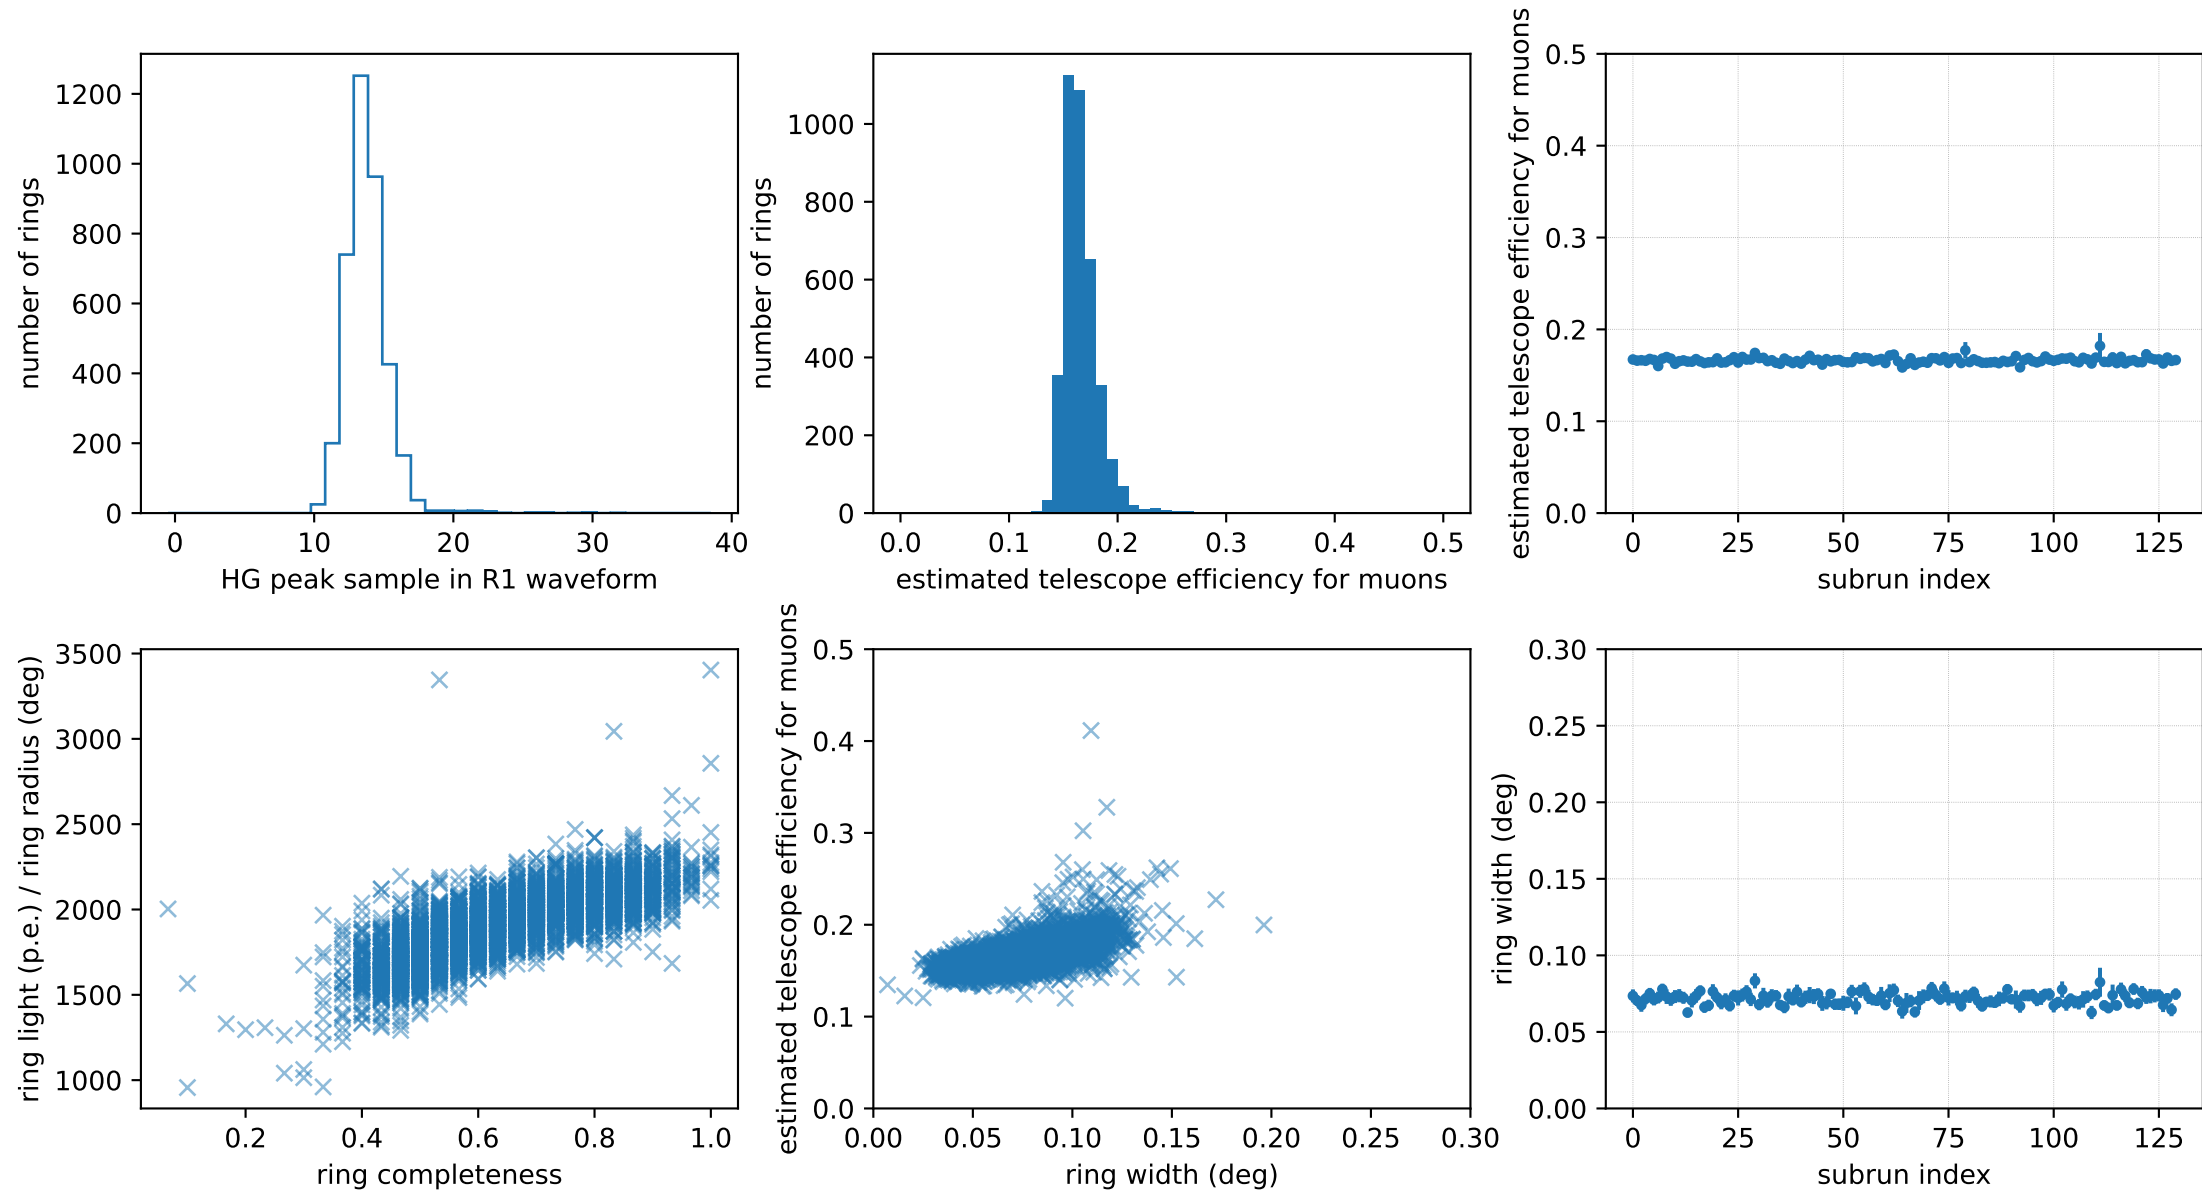 number of rings
1200
1000
800
600
400
200
0
0 10 20 30 40
HG peak sample in R1 waveform
number of rings
1000
800
600
400
200
0
0.0 0.1 0.2 0.3 0.4 0.5
estimated telescope efficiency for muons
estimated telescope efficiency for muons
0.5
0.4
0.3
0.2
0.1
0.0
0 25 50 75 100 125
subrun index
ring light (p.e.) / ring radius (deg)
3500
3000
2500
2000
1500
1000
0.2 0.4 0.6 0.8 1.0
ring completeness
estimated telescope efficiency for muons
0.5
0.4
0.3
0.2
0.1
0.0
0.00 0.05 0.10 0.15 0.20 0.25 0.30
ring width (deg)
ring width (deg)
0.30
0.25
0.20
0.15
0.10
0.05
0.00
0 25 50 75 100 125
subrun index